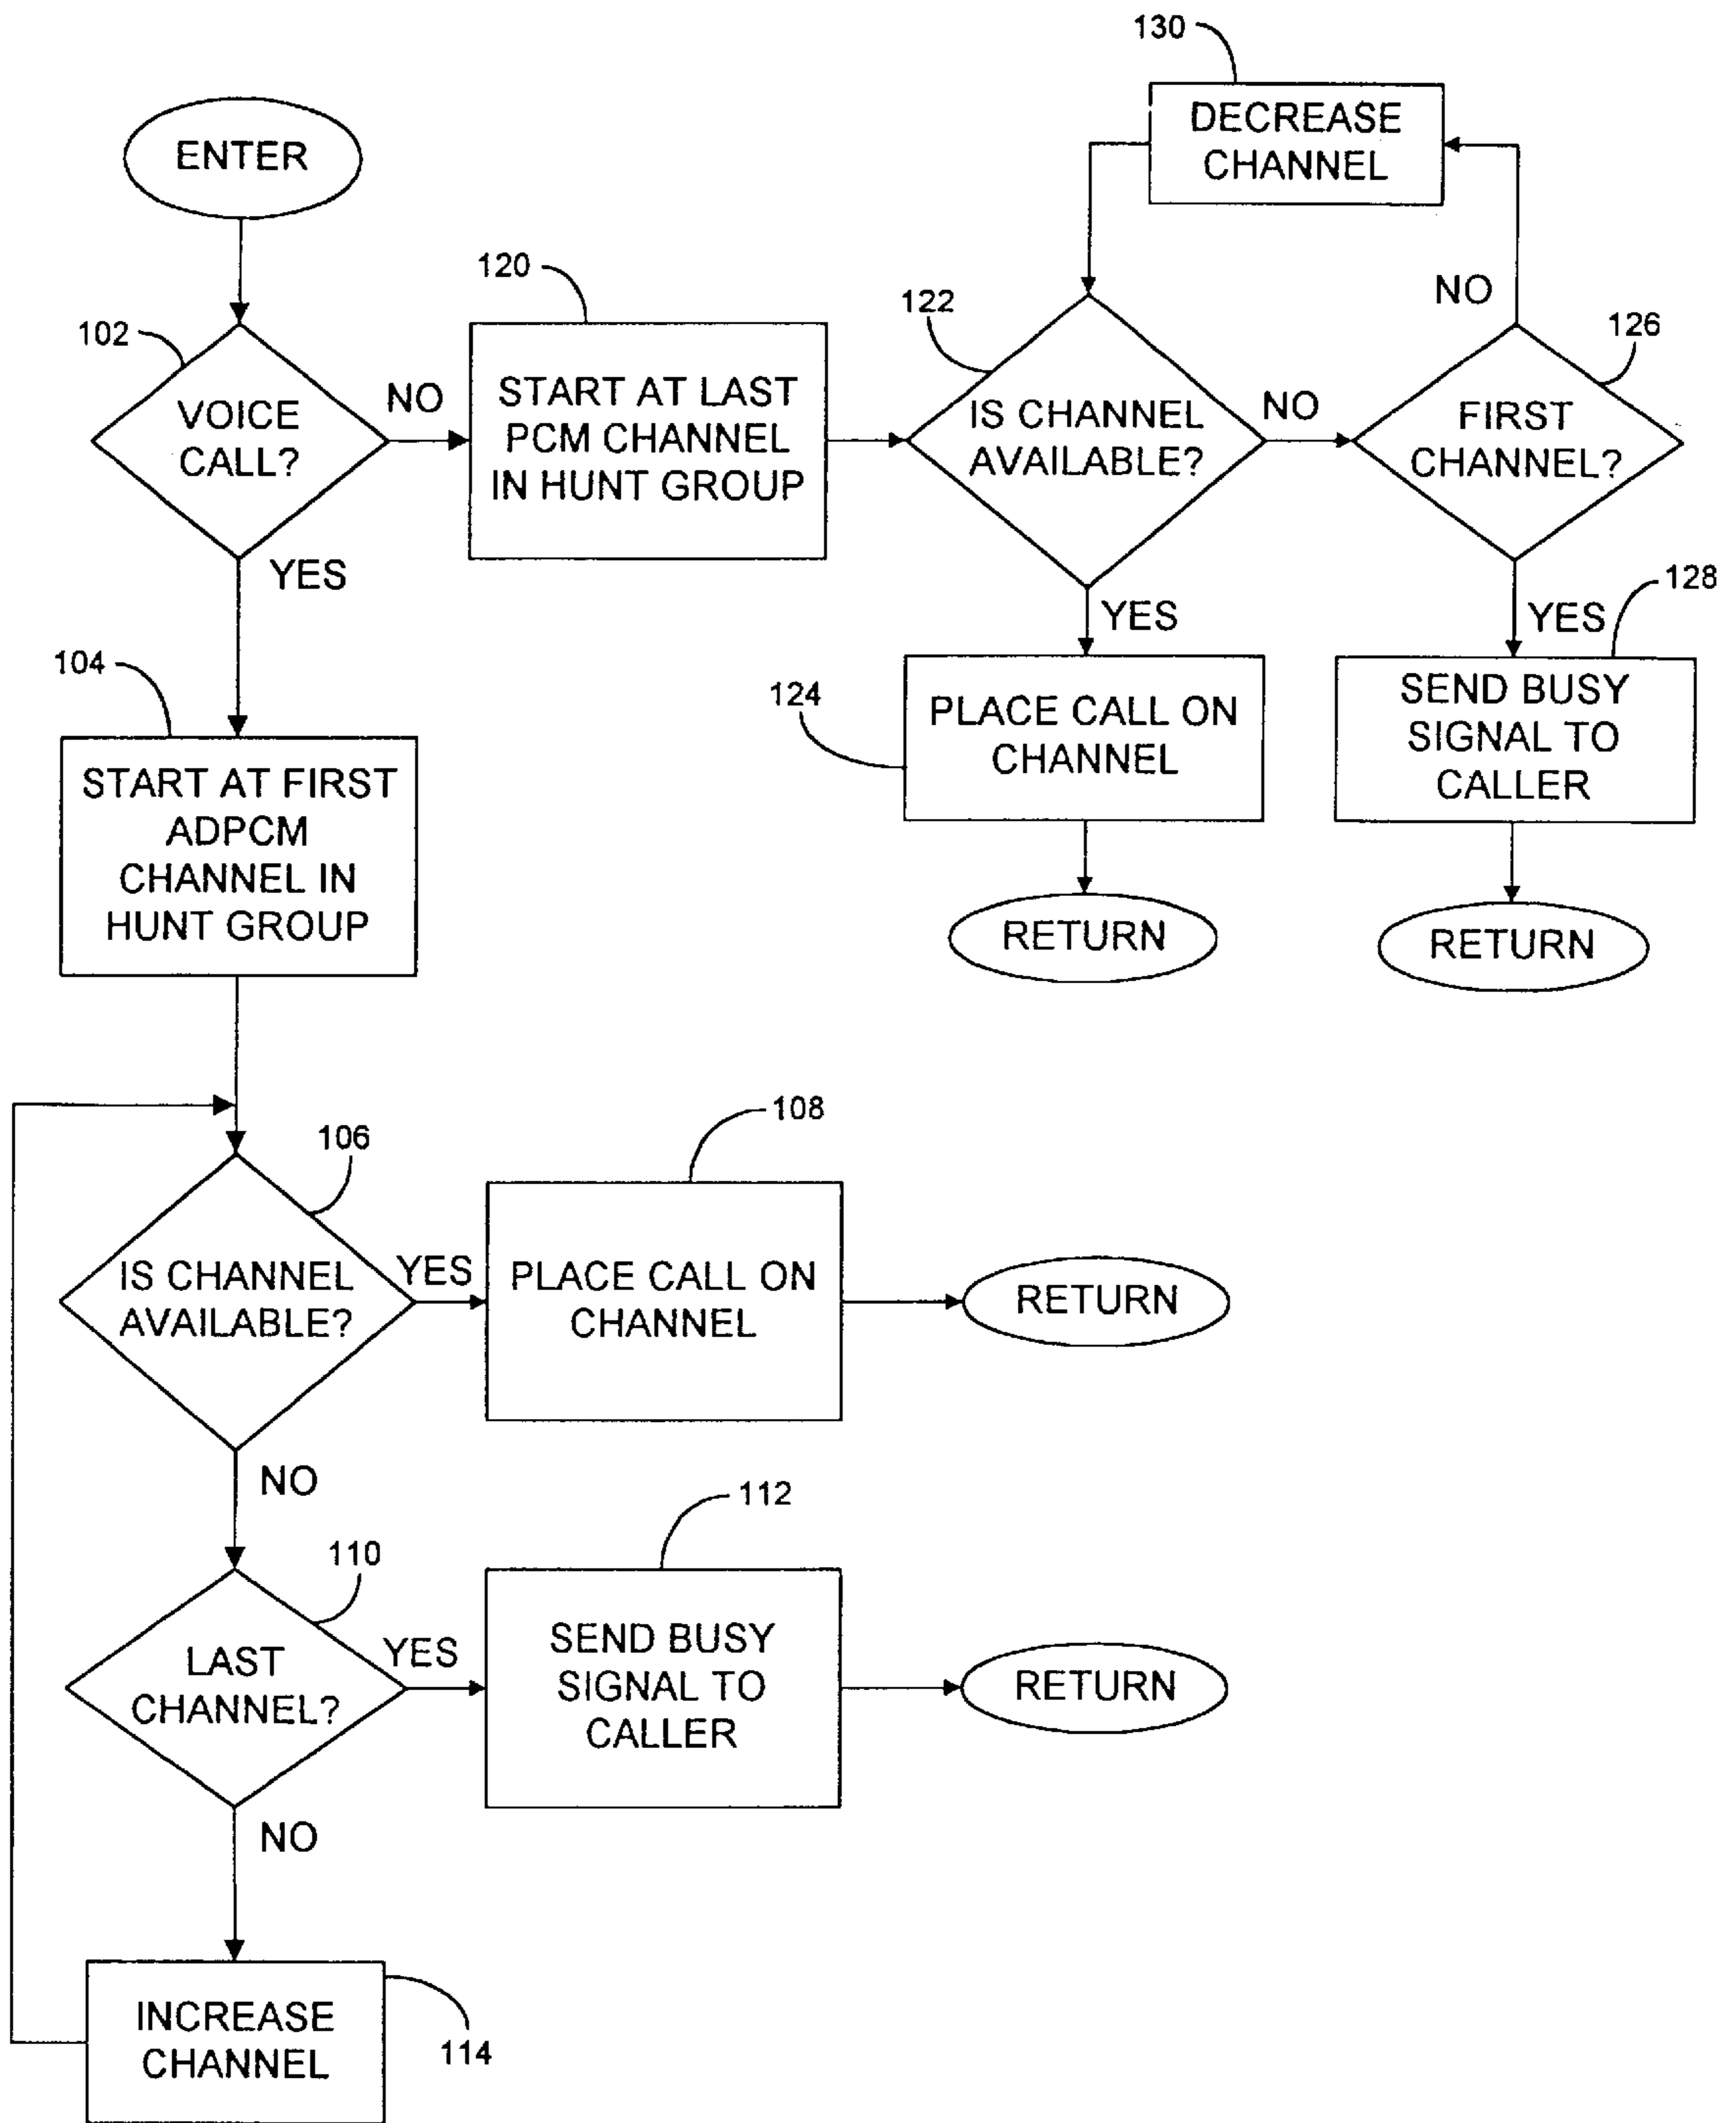 130
DECREASE
CHANNEL
ENTER
120
122
NO
126
102
VOICE
CALL?
NO
START AT LAST
PCM CHANNEL
IN HUNT GROUP
IS CHANNEL
AVAILABLE?
NO
FIRST
CHANNEL?
YES
YES
YES
128
104
124
PLACE CALL ON
CHANNEL
SEND BUSY
SIGNAL TO
CALLER
START AT FIRST
ADPCM
CHANNEL IN
HUNT GROUP
RETURN
RETURN
106
108
IS CHANNEL
AVAILABLE?
YES
PLACE CALL ON
CHANNEL
RETURN
NO
110
112
LAST
CHANNEL?
YES
SEND BUSY
SIGNAL TO
CALLER
RETURN
NO
INCREASE
CHANNEL
114